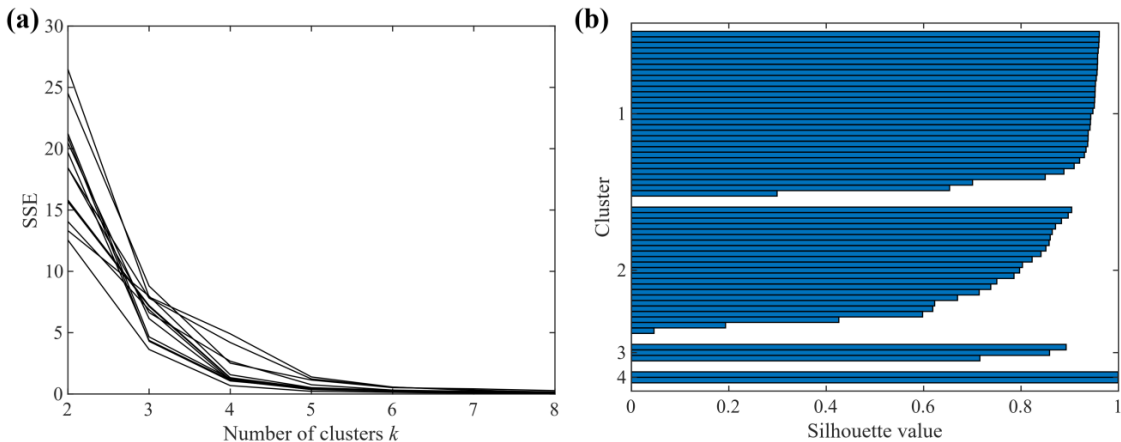 (a)
30
25
20
15
10
5
0
SSE
2 3 4 5 6 7 8
Number of clusters k
(b)
1
2
3
4
Cluster
0 0.2 0.4 0.6 0.8 1
Silhouette value